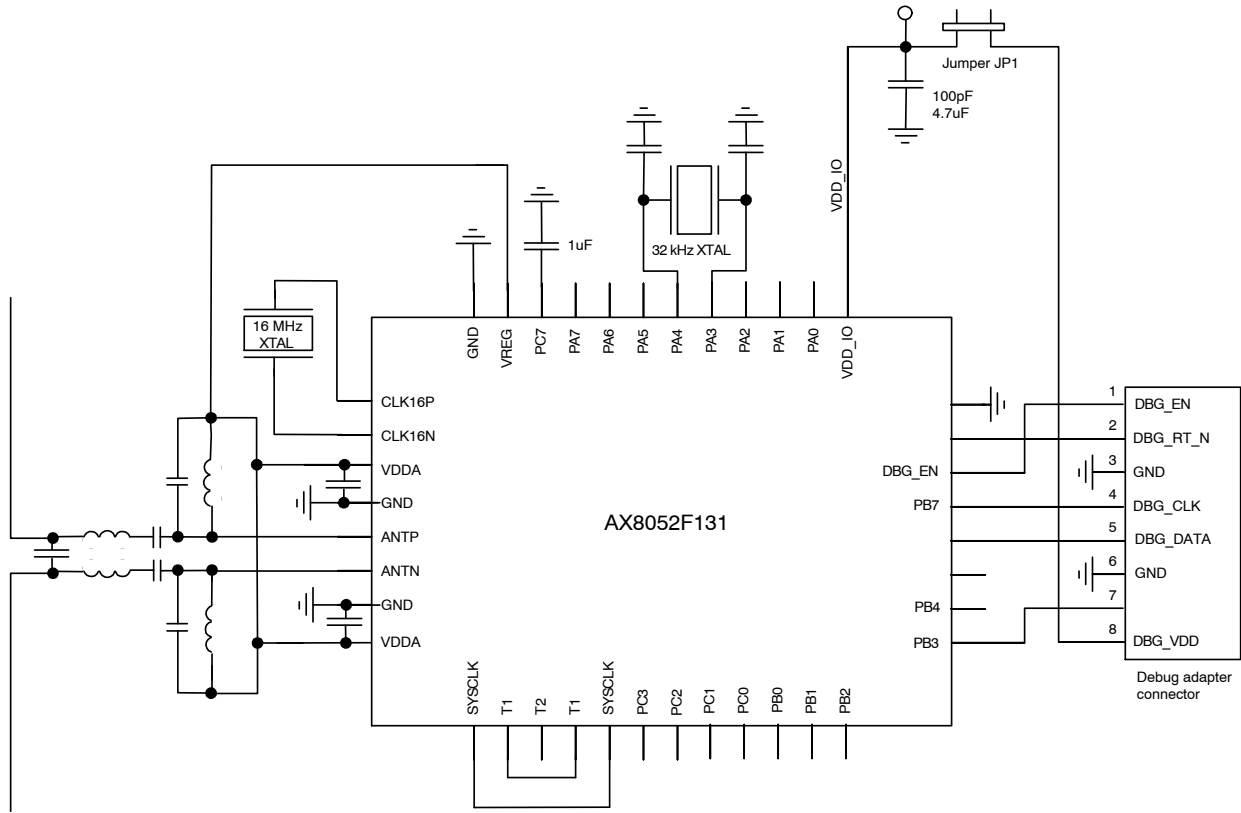 Jumper JP1
100pF
4.7uF
VDD_IO
1uF
32 kHz XTAL
16 MHz
XTAL
GND
VREG
PC7
PA7
PA6
PA5
PA4
PA3
PA2
PA1
PA0
VDD_IO
CLK16P
CLK16N
VDDA
GND
ANTP
ANTN
GND
VDDA
AX8052F131
DBG_EN
PB7
PB4
PB3
1
DBG_EN
2
DBG_RT_N
3
GND
4
DBG_CLK
5
DBG_DATA
6
GND
7
8
DBG_VDD
Debug adapter
connector
SYSCLK
T1
T2
T1
SYSCLK
PC3
PC2
PC1
PC0
PB0
PB1
PB2